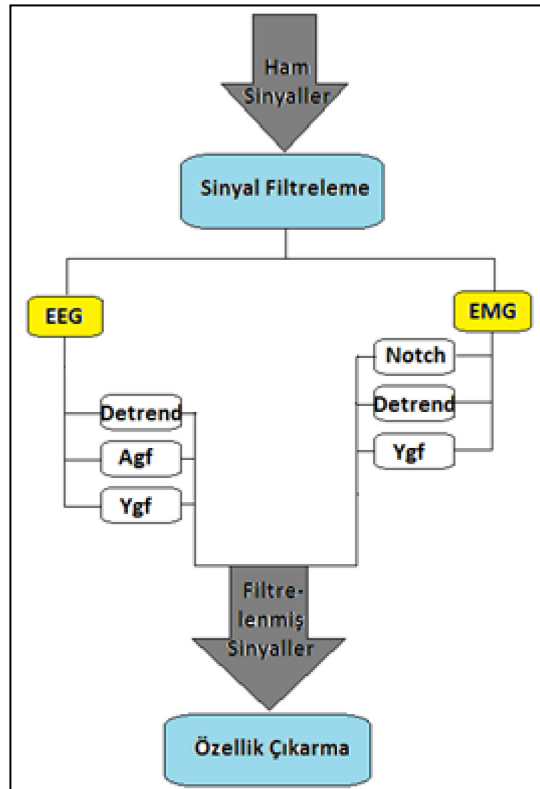 Ham
Sinyaller
Sinyal Filtreleme
EEG
EMG
Notch
Detrend
Ygf
Detrend
Agf
Ygf
Filtre-
lenmiş
Sinyaller
Özellik Çıkarma